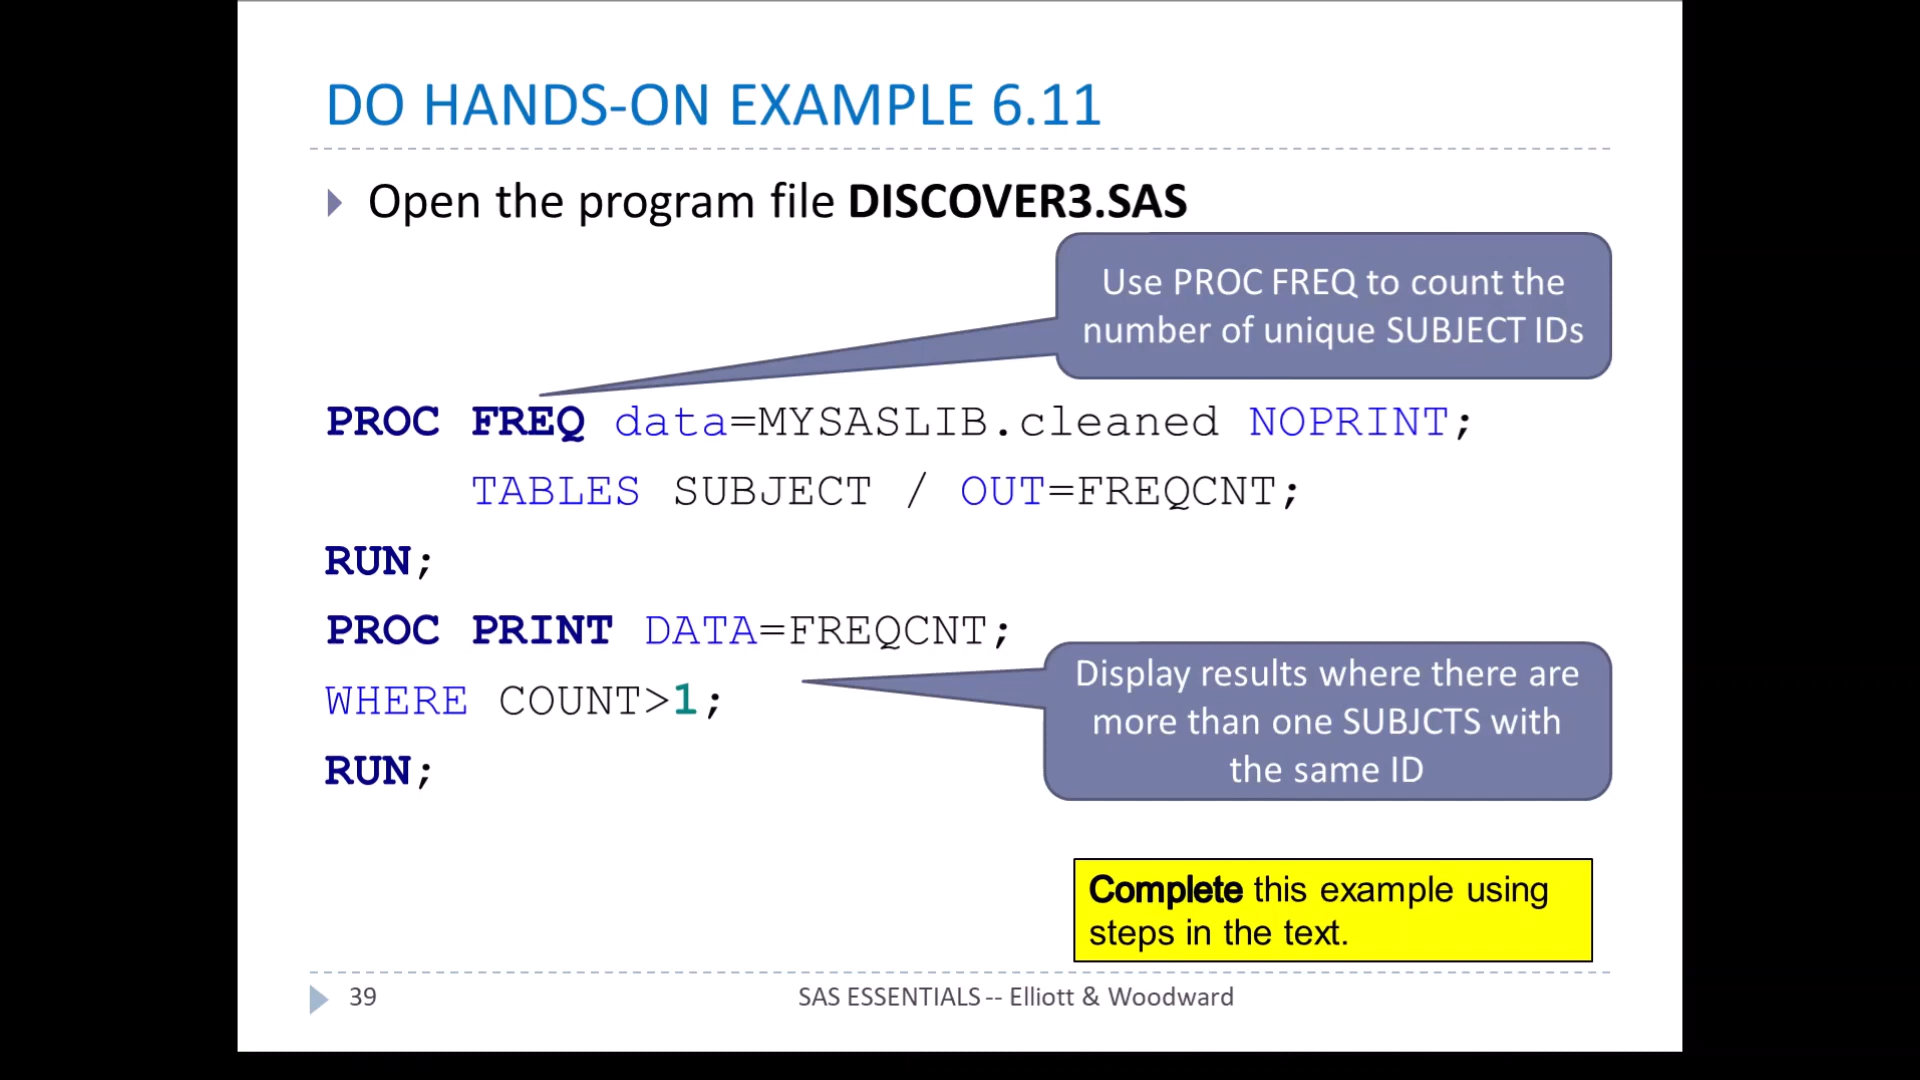 DO HANDS-ON EXAMPLE 6.11
Open the program file DISCOVER3.SAS
Use PROC FREQ to count the
number of unique SUBJECT IDs
PROC FREQ data=MYSASLIB.cleaned NOPRINT;
TABLES SUBJECT / OUT=FREQCNT;
RUN;
PROC PRINT DATA=FREQCNT;
WHERE COUNT>1;
RUN;
Display results where there are
more than one SUBJCTS with
the same ID
Complete this example using
steps in the text.
39
SAS ESSENTIALS -- Elliott & Woodward